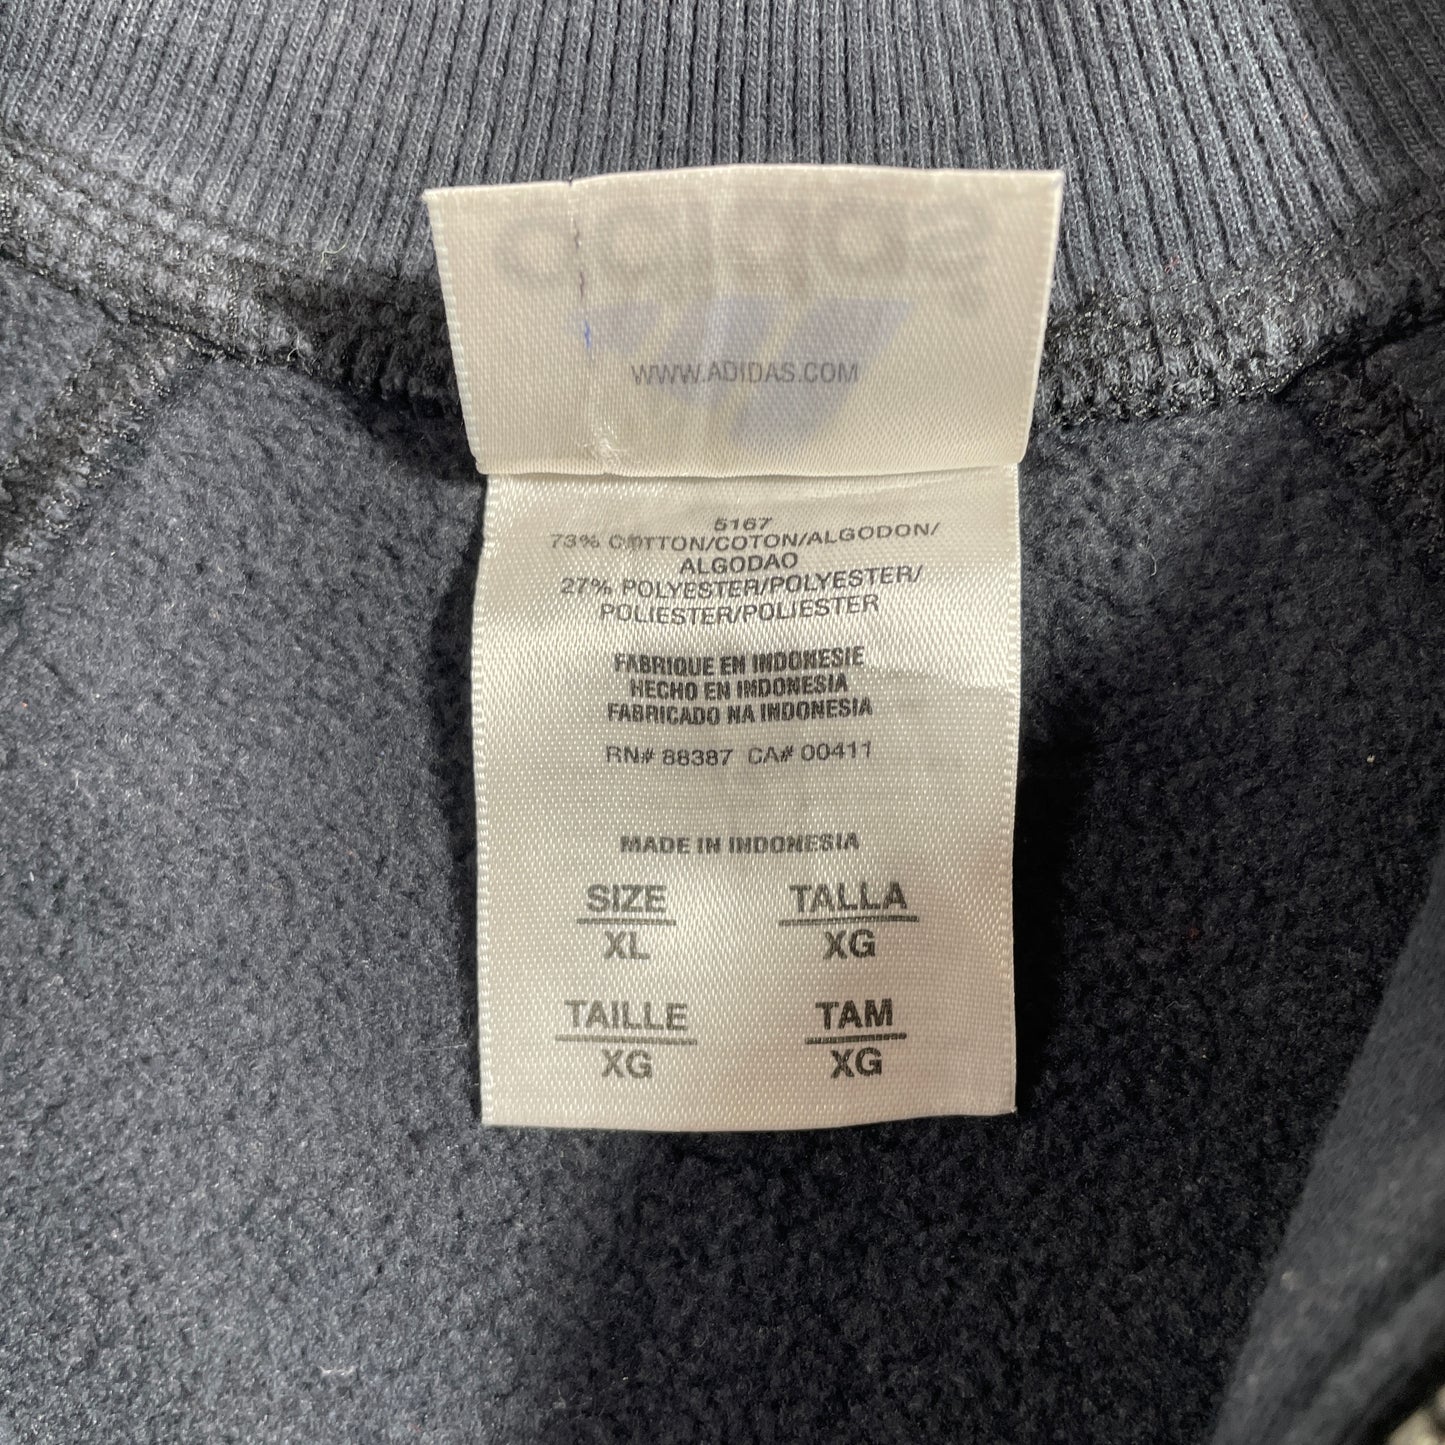 adidas
WWW.ADIDAS.COM
5167
73% COTTON/COTON/ALGODON/
ALGODAO
27% POLYESTER/POLYESTER/
POLIESTER/POLIESTER
FABRIQUE EN INDONESIE
HECHO EN INDONESIA
FABRICADO NA INDONESIA
RN# 88387 CA# 00411
MADE IN INDONESIA
SIZE TALLA
XL XG
TAILLE TAM
XG XG